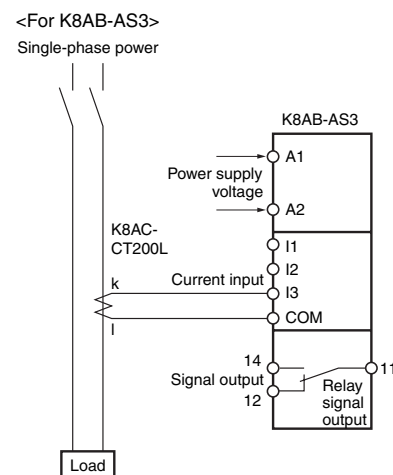 <For K8AB-AS3>
Single-phase power
K8AB-AS3
A1
Power supply
voltage
A2
K8AC-
CT200L
I1
I2
k
Current input
I3
l
COM
14
11
Signal output
Relay
signal
output
12
Load